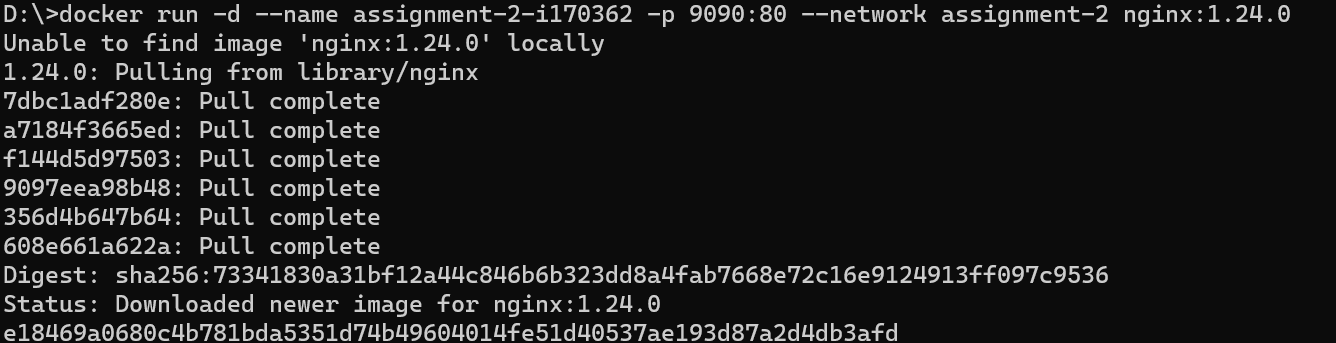 D:\>docker run -d --name assignment-2-i170362 -p 9090:80 --network assignment-2 nginx:1.24.0
Unable to find image 'nginx:1.24.0' locally
1.24.0: Pulling from library/nginx
7dbc1adf280e: Pull complete
a7184f3665ed: Pull complete
f144d5d97503: Pull complete
9097eea98b48: Pull complete
356d4b647b64: Pull complete
608e661a622a: Pull complete
Digest: sha256:73341830a31bf12a44c846b6b323dd8a4fab7668e72c16e9124913ff097c9536
Status: Downloaded newer image for nginx:1.24.0
e18469a0680c4b781bda5351d74b49604014fe51d40537ae193d87a2d4db3afd